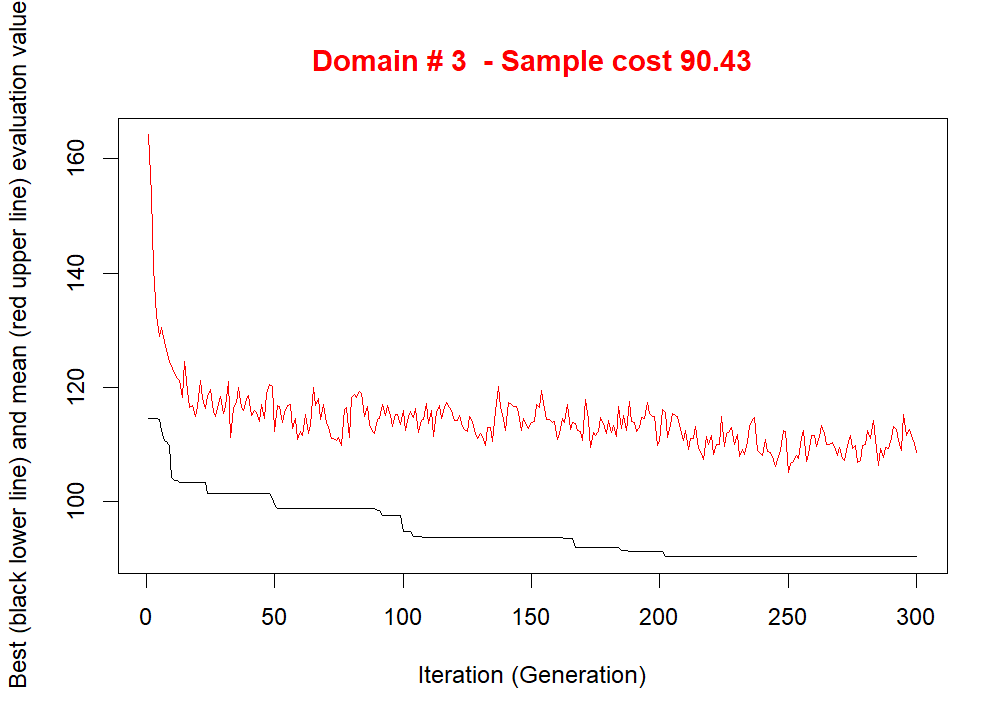 Domain # 3  - Sample cost 90.43
Best (black lower line) and mean (red upper line) evaluation value
160
140
120
100
0 50 100 150 200 250 300
Iteration (Generation)